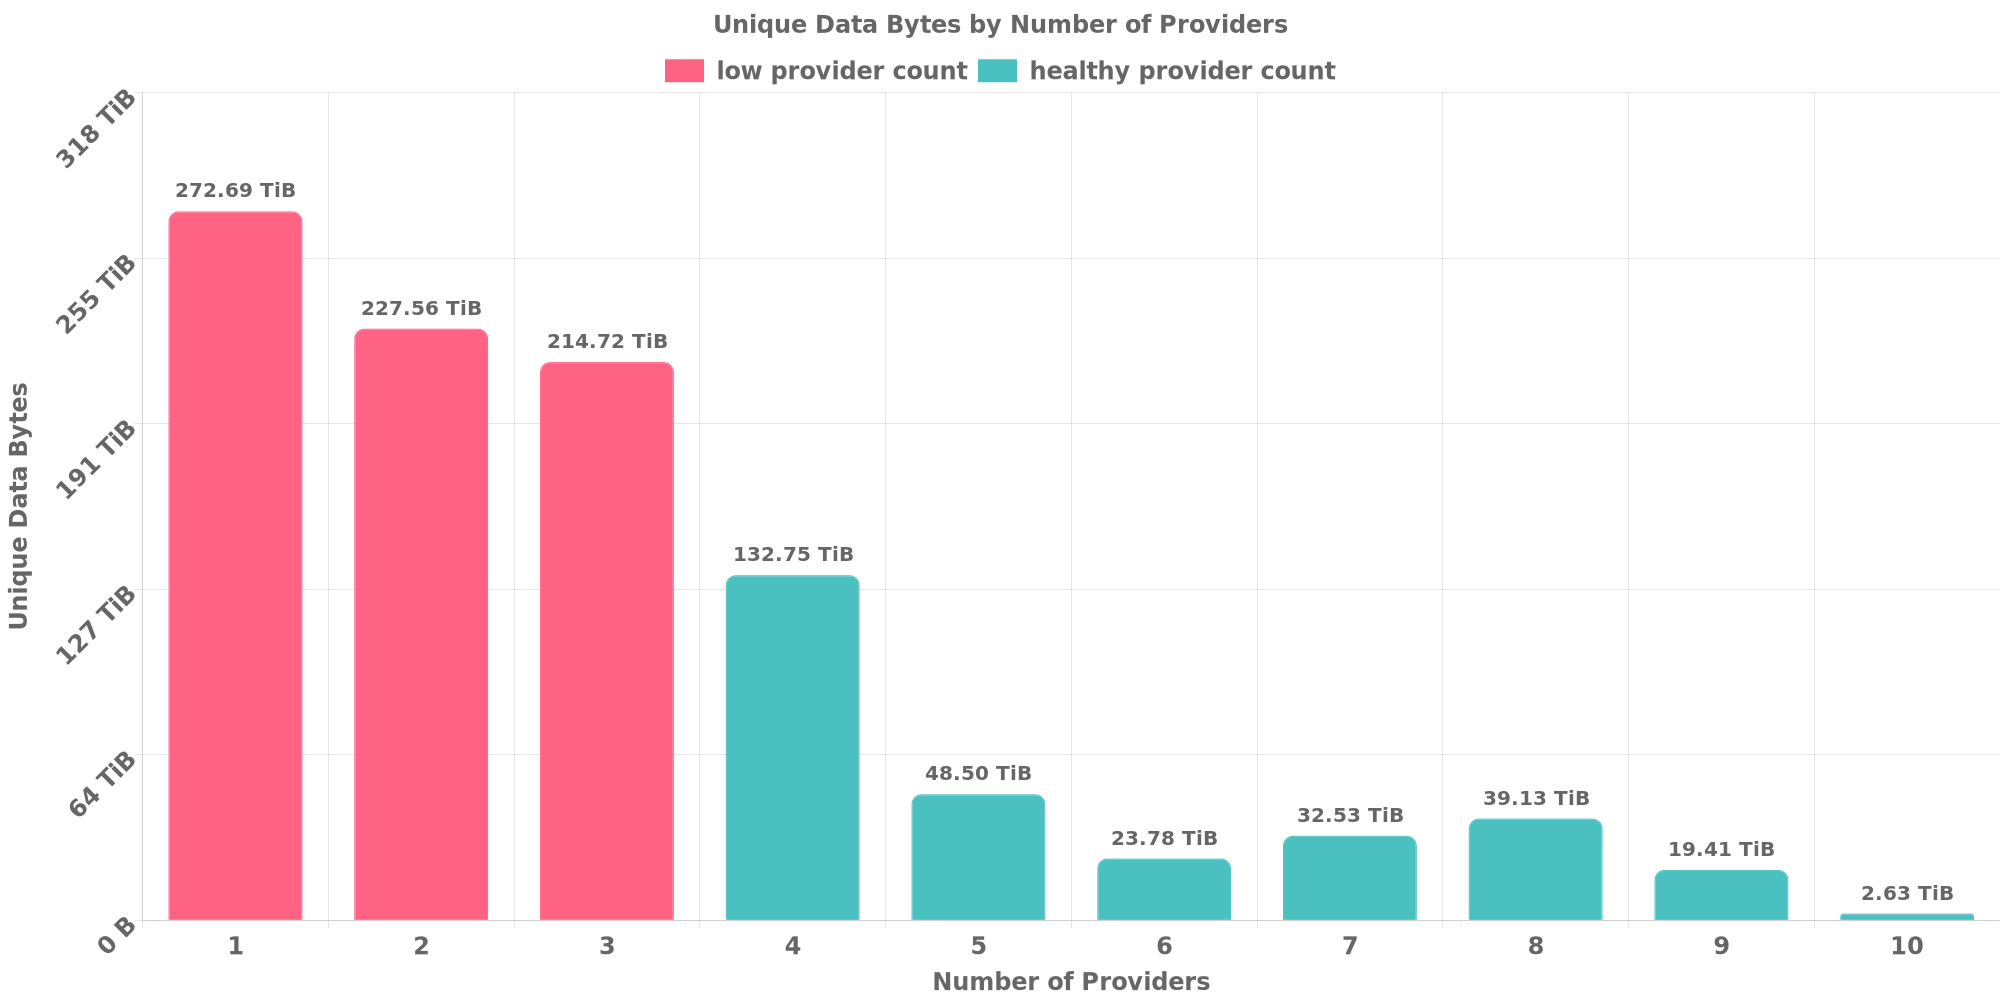 Unique Data Bytes by Number of Providers
low provider count healthy provider count
318 TiB
255 TiB
191 TiB
127 TiB
64 TiB
0 B
Unique Data Bytes
272.69 TiB
227.56 TiB
214.72 TiB
132.75 TiB
48.50 TiB
23.78 TiB
32.53 TiB
39.13 TiB
19.41 TiB
2.63 TiB
1 2 3 4 5 6 7 8 9 10
Number of Providers